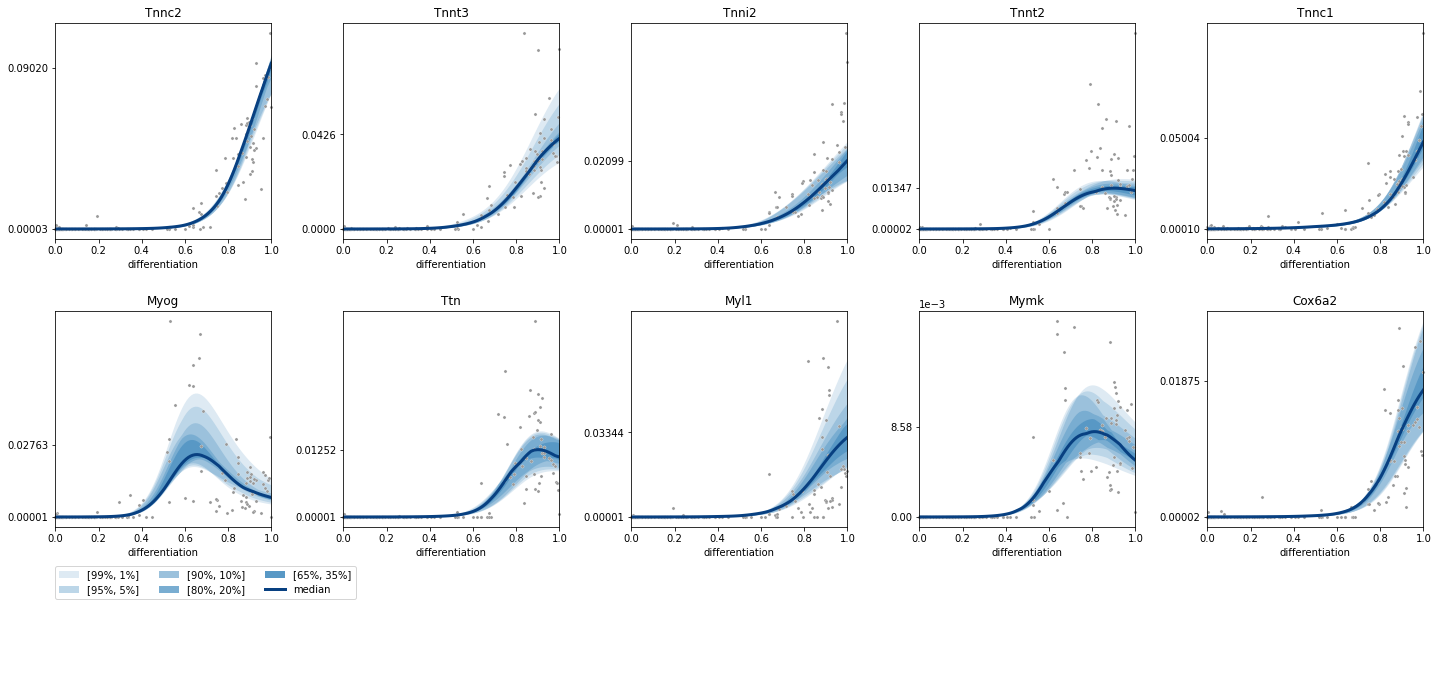 Tnnc2 Tnnt3 Tnni2 Tnnt2 Tnnc1
0.09020 0.0426 0.02099 0.01347 0.05004
0.00003 0.0000 0.00001 0.00002 0.00010
0.0 0.2 0.4 0.6 0.8 1.0 0.0 0.2 0.4 0.6 0.8 1.0 0.0 0.2 0.4 0.6 0.8 1.0 0.0 0.2 0.4 0.6 0.8 1.0 0.0 0.2 0.4 0.6 0.8 1.0
differentiation differentiation differentiation differentiation differentiation
Myog Ttn Myl1 1e−3 Mymk Cox6a2
0.02763 0.01252 0.03344 8.58 0.01875
0.00001 0.00001 0.00001 0.00 0.00002
0.0 0.2 0.4 0.6 0.8 1.0 0.0 0.2 0.4 0.6 0.8 1.0 0.0 0.2 0.4 0.6 0.8 1.0 0.0 0.2 0.4 0.6 0.8 1.0 0.0 0.2 0.4 0.6 0.8 1.0
differentiation differentiation differentiation differentiation differentiation
[99%, 1%] [90%, 10%] [65%, 35%]
[95%, 5%] [80%, 20%] median